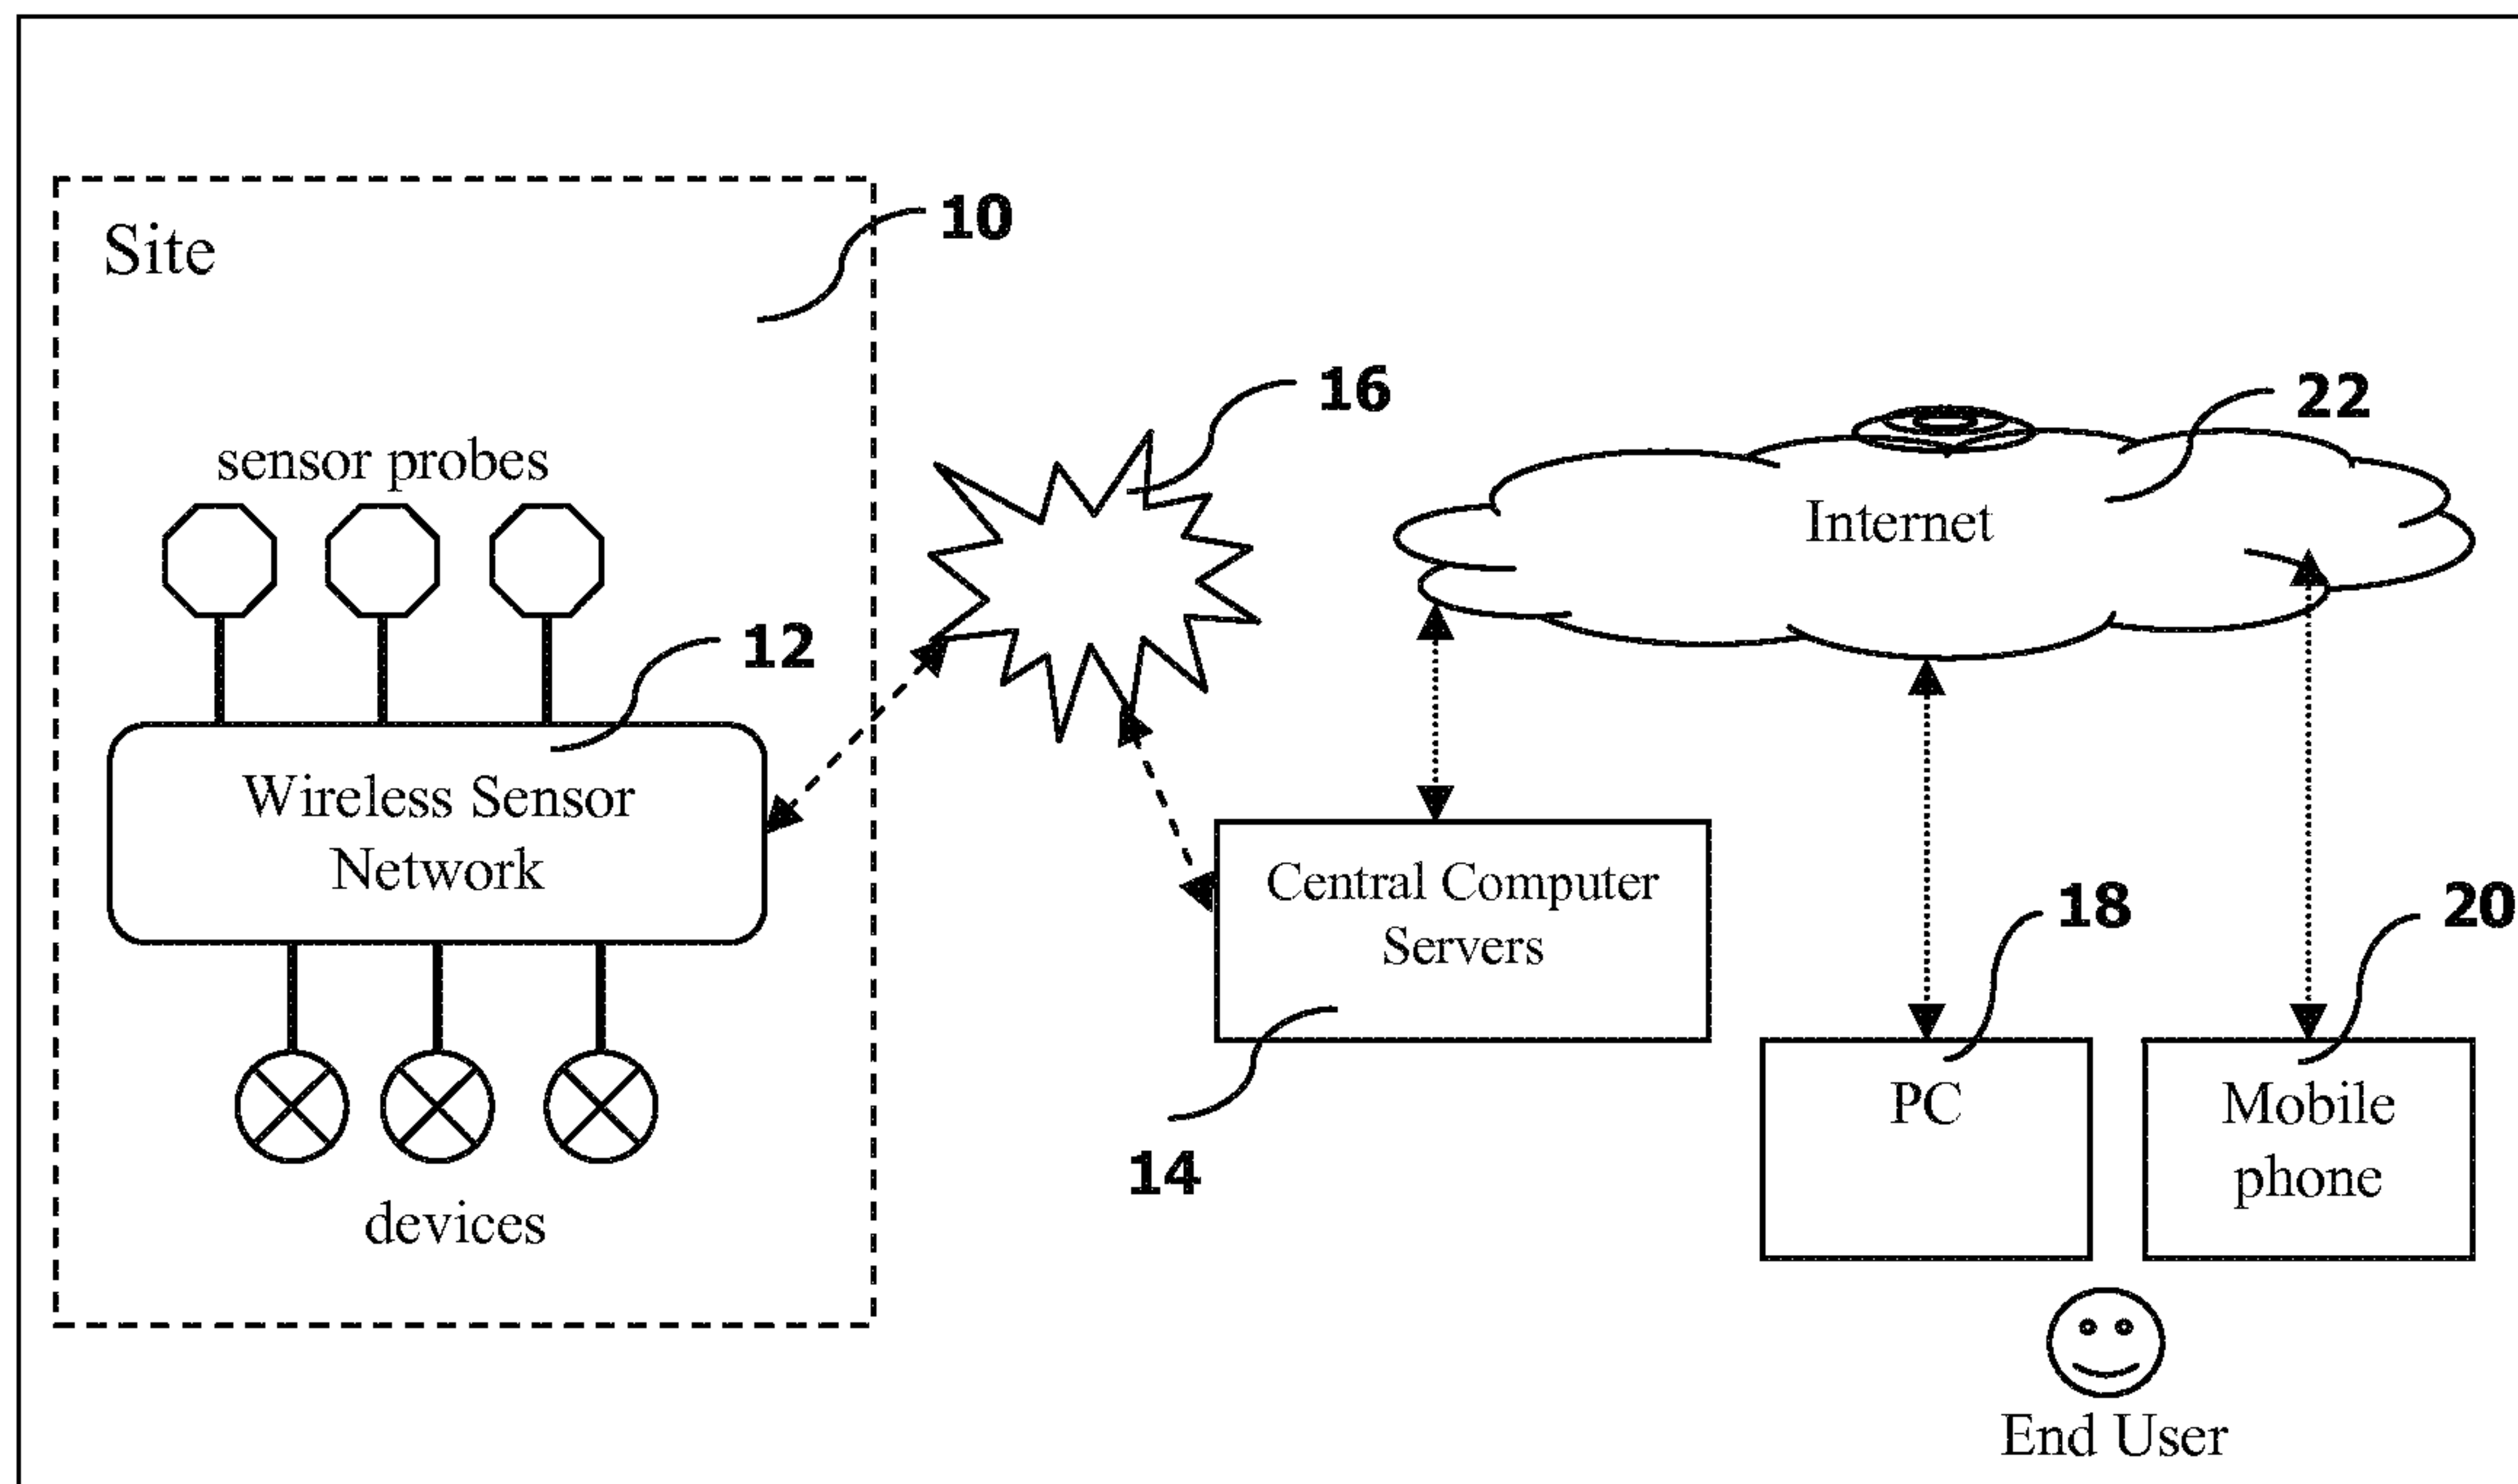 Site
10
16
22
sensor probes
Internet
12
Wireless Sensor
Network
Central Computer
Servers
18
20
PC
Mobile
phone
14
devices
End User